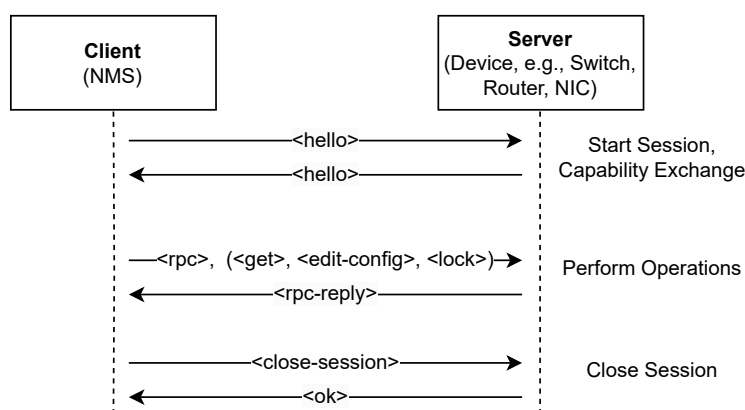 Client
(NMS)
Server
(Device, e.g., Switch,
Router, NIC)
<hello>
<hello>
Start Session,
Capability Exchange
<rpc>, (<get>, <edit-config>, <lock>)
<rpc-reply>
Perform Operations
<close-session>
<ok>
Close Session